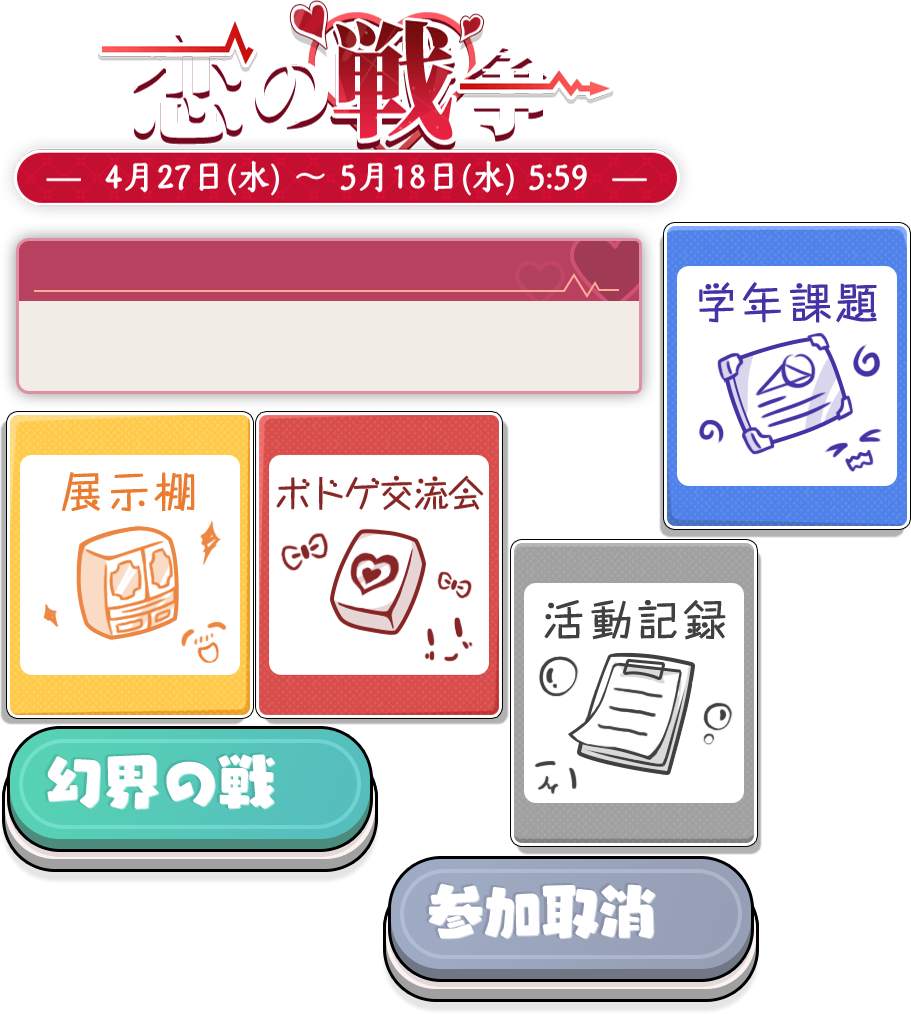 恋の戦争
— 4月27日(水) ～ 5月18日(水) 5:59 —
学年課題
展示棚
ボドゲ交流会
活動記録
幻界の戦
参加取消